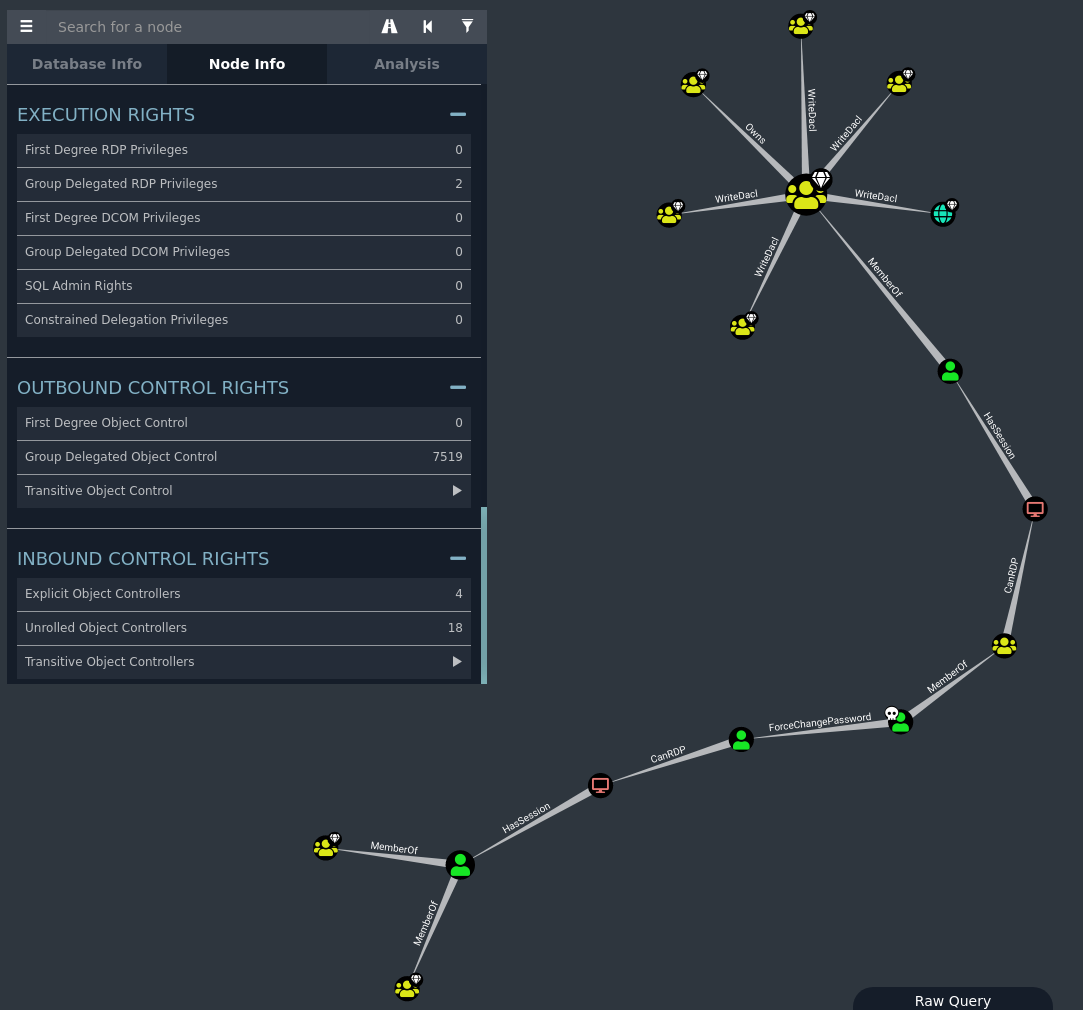 Search for a node
Database Info
Node Info
Analysis
EXECUTION RIGHTS
First Degree RDP Privileges 0
Group Delegated RDP Privileges 2
First Degree DCOM Privileges 0
Group Delegated DCOM Privileges 0
SQL Admin Rights 0
Constrained Delegation Privileges 0
OUTBOUND CONTROL RIGHTS
First Degree Object Control 0
Group Delegated Object Control 7519
Transitive Object Control
INBOUND CONTROL RIGHTS
Explicit Object Controllers 4
Unrolled Object Controllers 18
Transitive Object Controllers
WriteDacl
Owns
WriteDacl
WriteDacl
WriteDacl
WriteDacl
MemberOf
HasSession
CanRDP
MemberOf
ForceChangePassword
CanRDP
HasSession
MemberOf
MemberOf
Raw Query